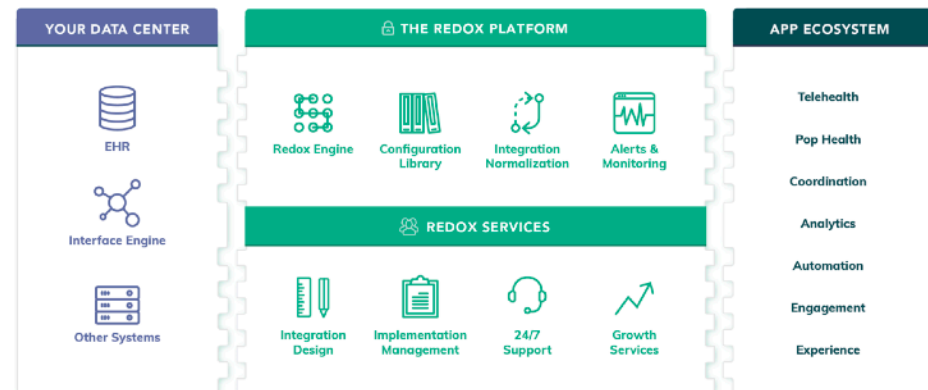 YOUR DATA CENTER
EHR
Interface Engine
Other Systems
THE REDOX PLATFORM
Redox Engine
Configuration
Library
Integration
Normalization
Alerts &
Monitoring
REDOX SERVICES
Integration
Design
Implementation
Management
24/7
Support
Growth
Services
APP ECOSYSTEM
Telehealth
Pop Health
Coordination
Analytics
Automation
Engagement
Experience